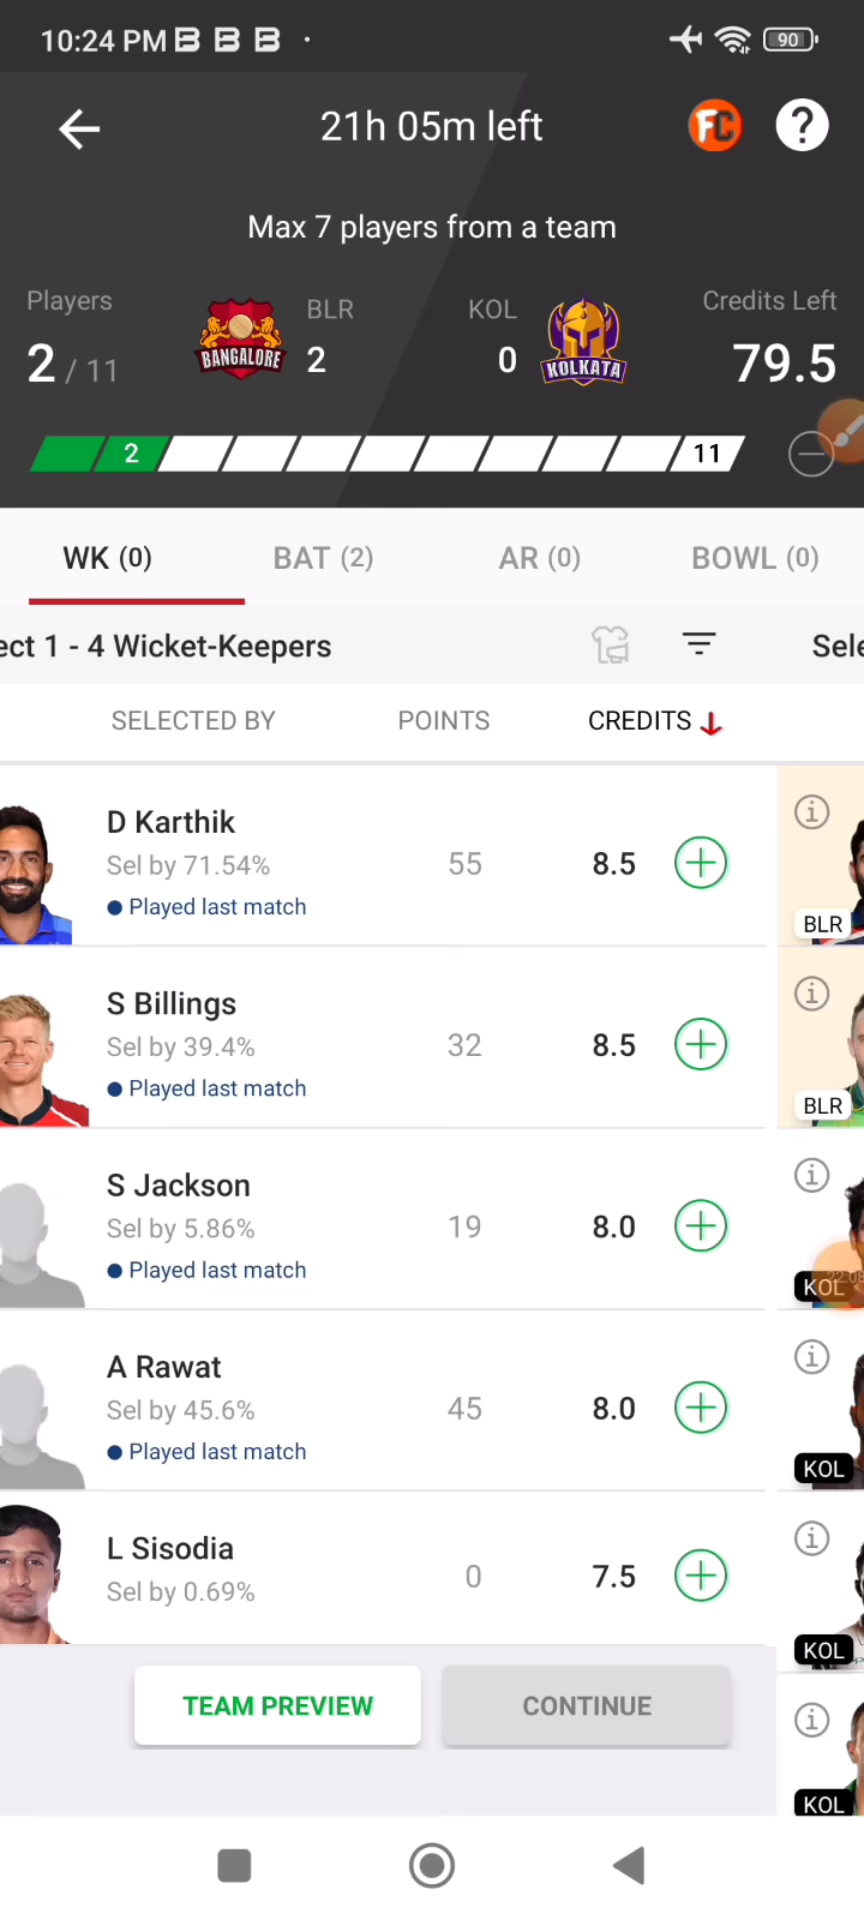 10:24 PM
90
21h 05m left
FC
?
Max 7 players from a team
Players
BLR
KOL
Credits Left
2 / 11
BANGALORE
2
0
KOLKATA
79.5
2
11
WK (0)
BAT (2)
AR (0)
BOWL (0)
ect 1 - 4 Wicket-Keepers
Sele
SELECTED BY
POINTS
CREDITS
D Karthik
Sel by 71.54%
55
8.5
Played last match
BLR
S Billings
Sel by 39.4%
32
8.5
Played last match
BLR
S Jackson
Sel by 5.86%
19
8.0
Played last match
KOL
A Rawat
Sel by 45.6%
45
8.0
Played last match
KOL
L Sisodia
Sel by 0.69%
0
7.5
KOL
TEAM PREVIEW
CONTINUE
KOL